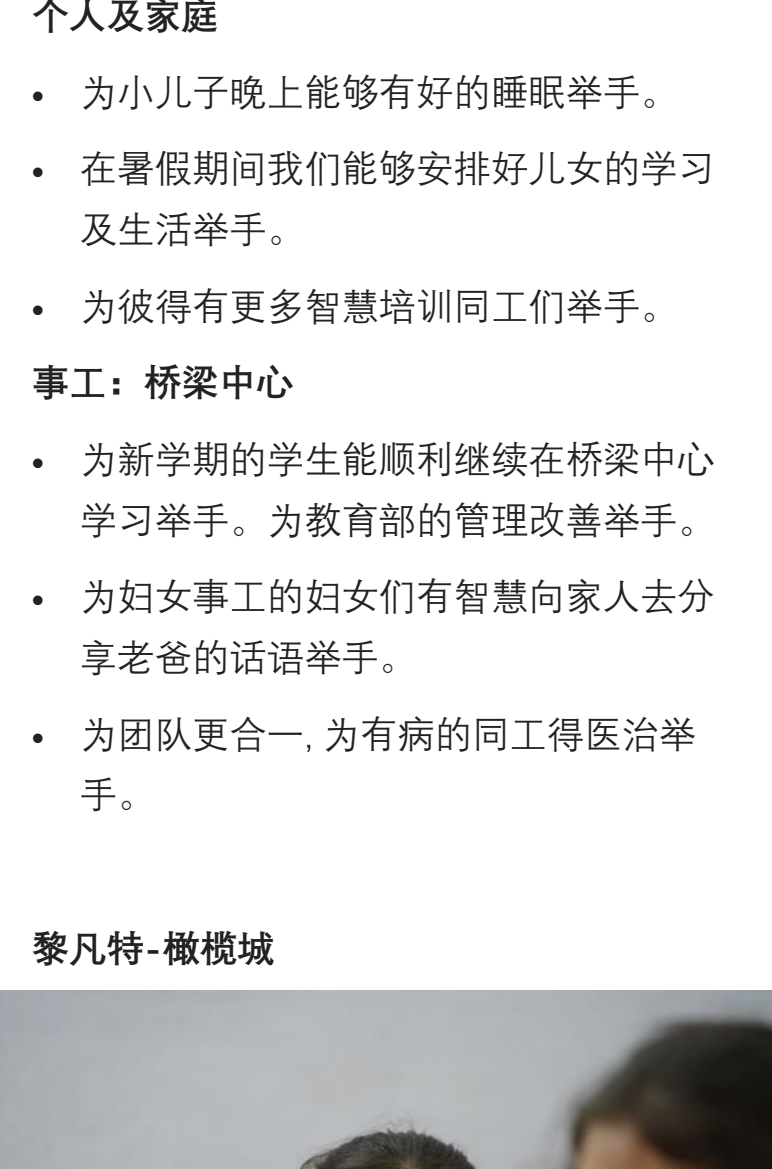 个人及家庭
• 为小儿子晚上能够有好的睡眠举手。
• 在暑假期间我们能够安排好儿女的学习
及生活举手。
• 为彼得有更多智慧培训同工们举手。
事工：桥梁中心
• 为新学期的学生能顺利继续在桥梁中心
学习举手。为教育部的管理改善举手。
• 为妇女事工的妇女们有智慧向家人去分
享老爸的话语举手。
• 为团队更合一, 为有病的同工得医治举
手。
黎凡特-橄榄城